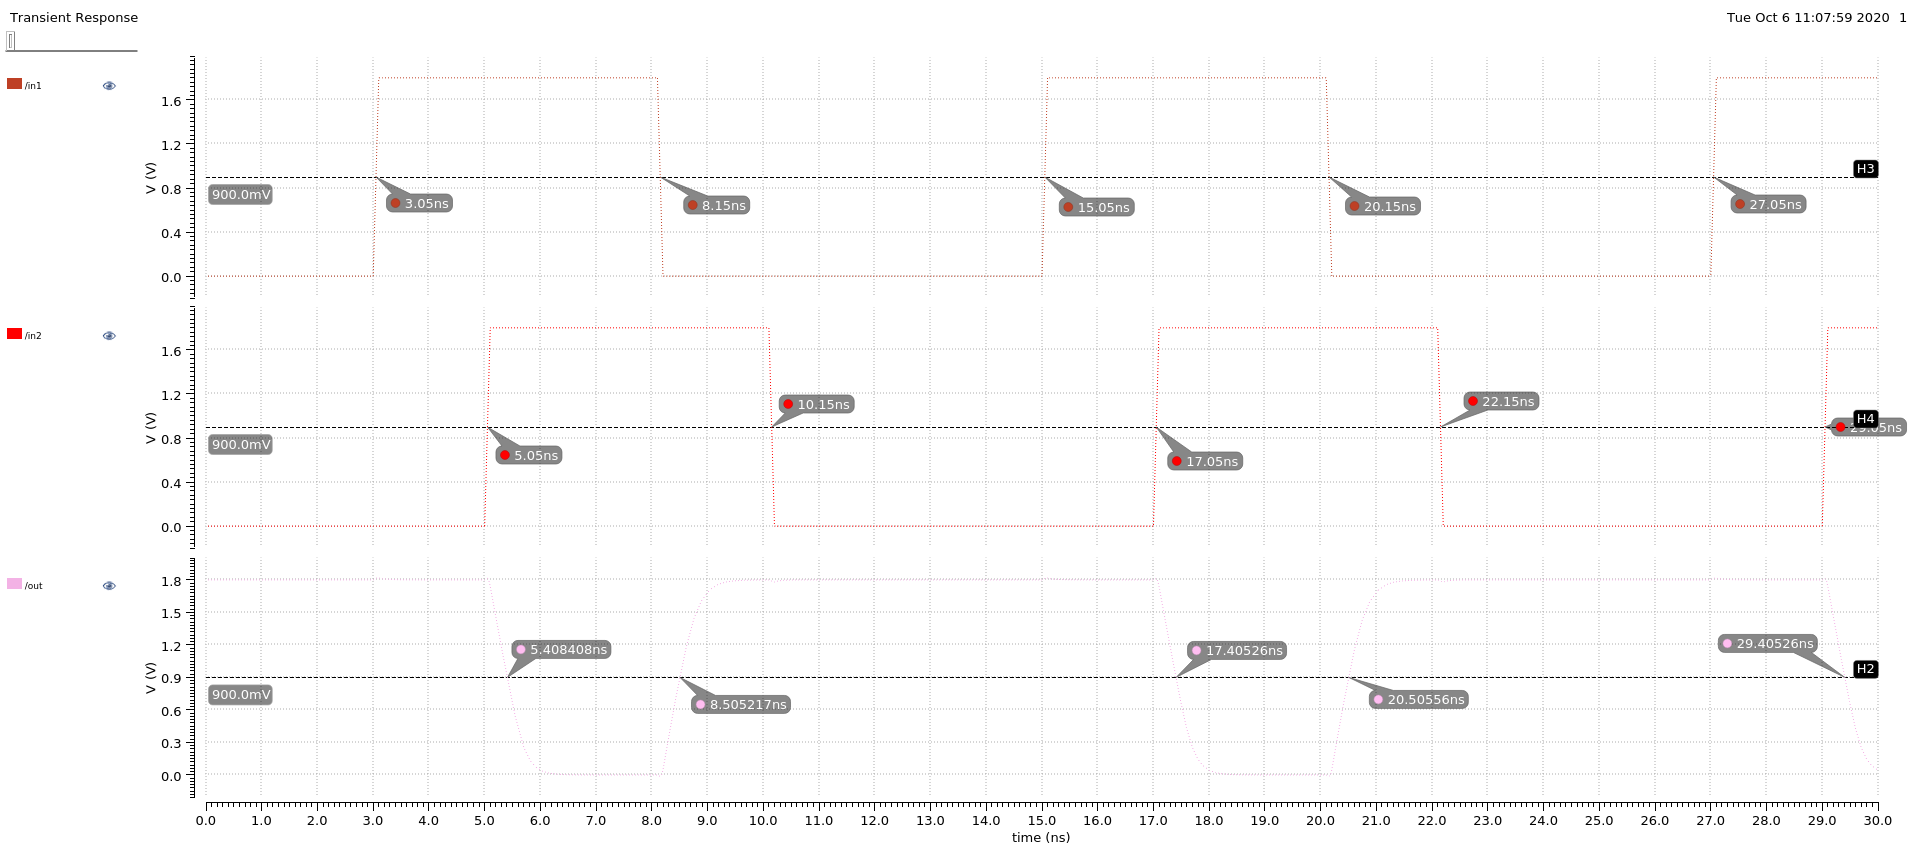 Transient Response
Tue Oct 6 11:07:59 2020 1
/in1
V (V)
1.6
1.2
0.8
0.4
0.0
900.0mV
3.05ns
8.15ns
15.05ns
20.15ns
27.05ns
H3
/in2
V (V)
1.6
1.2
0.8
0.4
0.0
900.0mV
5.05ns
10.15ns
17.05ns
22.15ns
H4
/out
V (V)
1.8
1.5
1.2
0.9
0.6
0.3
0.0
900.0mV
5.408408ns
8.505217ns
17.40526ns
20.50556ns
29.40526ns
H2
0.0 1.0 2.0 3.0 4.0 5.0 6.0 7.0 8.0 9.0 10.0 11.0 12.0 13.0 14.0 15.0 16.0 17.0 18.0 19.0 20.0 21.0 22.0 23.0 24.0 25.0 26.0 27.0 28.0 29.0 30.0
time (ns)